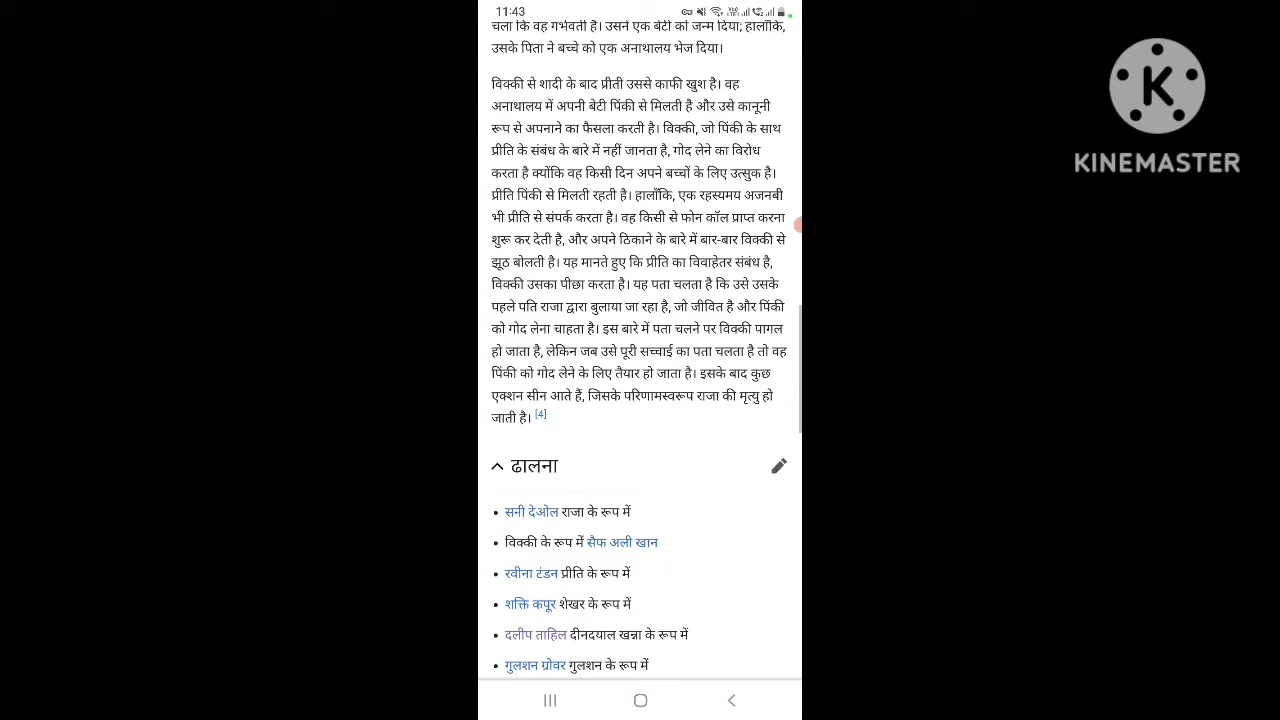 11:43
चला कि वह गर्भवती है। उसने एक बेटी को जन्म दिया; हालाँकि,
उसके पिता ने बच्चे को एक अनाथालय भेज दिया।
विक्की से शादी के बाद प्रीती उससे काफी खुश है। वह
अनाथालय में अपनी बेटी पिंकी से मिलती है और उसे कानूनी
रूप से अपनाने का फैसला करती है। विक्की, जो पिंकी के साथ
प्रीति के संबंध के बारे में नहीं जानता है, गोद लेने का विरोध
करता है क्योंकि वह किसी दिन अपने बच्चों के लिए उत्सुक है।
प्रीति पिंकी से मिलती रहती है। हालाँकि, एक रहस्यमय अजनबी
भी प्रीति से संपर्क करता है। वह किसी से फोन कॉल प्राप्त करना
शुरू कर देती है, और अपने ठिकाने के बारे में बार-बार विक्की से
झूठ बोलती है। यह मानते हुए कि प्रीति का विवाहेतर संबंध है,
विक्की उसका पीछा करता है। यह पता चलता है कि उसे उसके
पहले पति राजा द्वारा बुलाया जा रहा है, जो जीवित है और पिंकी
को गोद लेना चाहता है। इस बारे में पता चलने पर विक्की पागल
हो जाता है, लेकिन जब उसे पूरी सच्चाई का पता चलता है तो वह
पिंकी को गोद लेने के लिए तैयार हो जाता है। इसके बाद कुछ
एक्शन सीन आते हैं, जिसके परिणामस्वरूप राजा की मृत्यु हो
जाती है। [4]
ढालना
• सनी देओल राजा के रूप में
• विक्की के रूप में सैफ अली खान
• रवीना टंडन प्रीति के रूप में
• शक्ति कपूर शेखर के रूप में
• दलीप ताहिल दीनदयाल खन्ना के रूप में
• गुलशन ग्रोवर गुलशन के रूप में
K
KINEMASTER